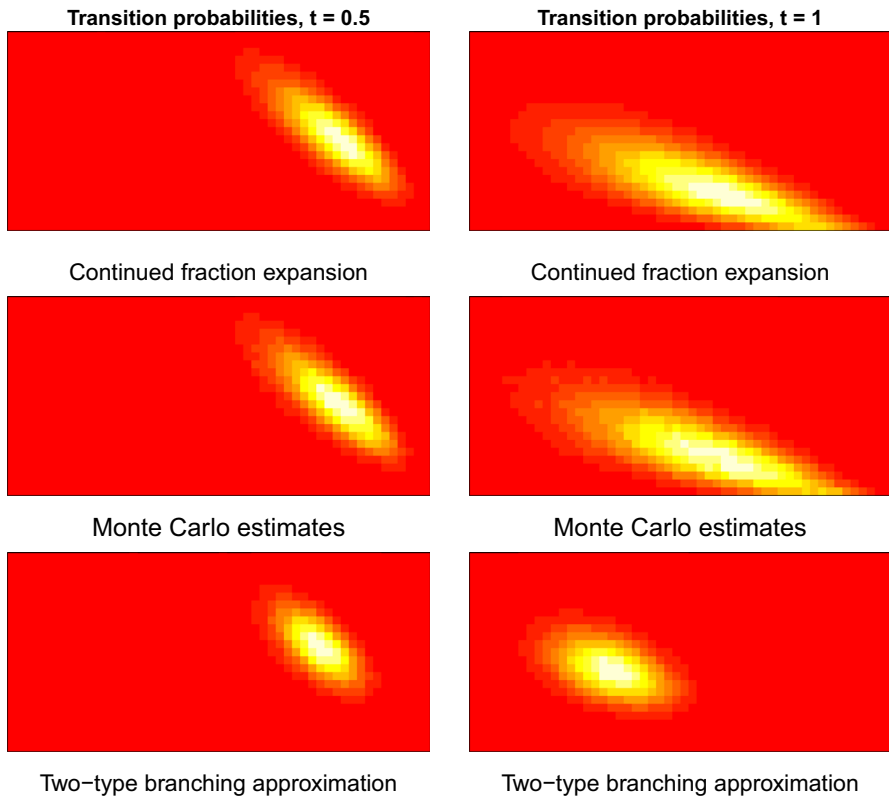 Transition probabilities, t = 0.5
Transition probabilities, t = 1
Continued fraction expansion
Continued fraction expansion
Monte Carlo estimates
Monte Carlo estimates
Two−type branching approximation
Two−type branching approximation